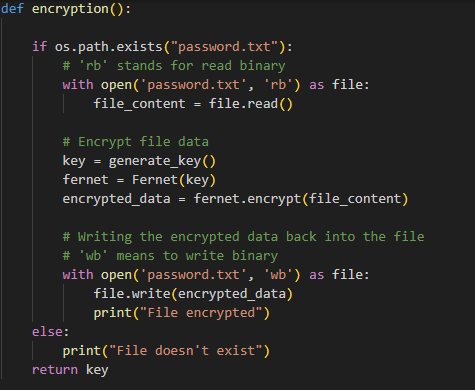 def encryption():
if os.path.exists("password.txt"):
# 'rb' stands for read binary
with open('password.txt', 'rb') as file:
file_content = file.read()
# Encrypt file data
key = generate_key()
fernet = Fernet(key)
encrypted_data = fernet.encrypt(file_content)
# Writing the encrypted data back into the file
# 'wb' means to write binary
with open('password.txt', 'wb') as file:
file.write(encrypted_data)
print("File encrypted")
else:
print("File doesn't exist")
return key